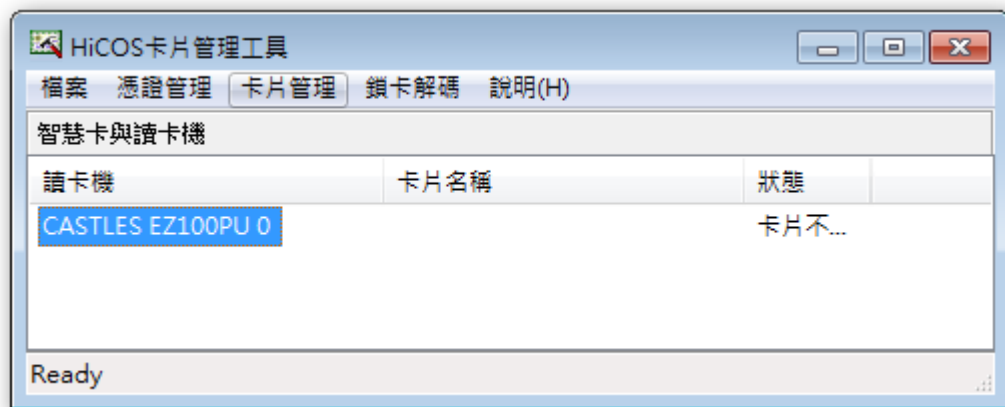 HiCOS卡片管理工具
檔案 憑證管理 卡片管理 鎖卡解碼 說明(H)
智慧卡與讀卡機
讀卡機 卡片名稱 狀態
CASTLES EZ100PU 0 卡片不...
Ready